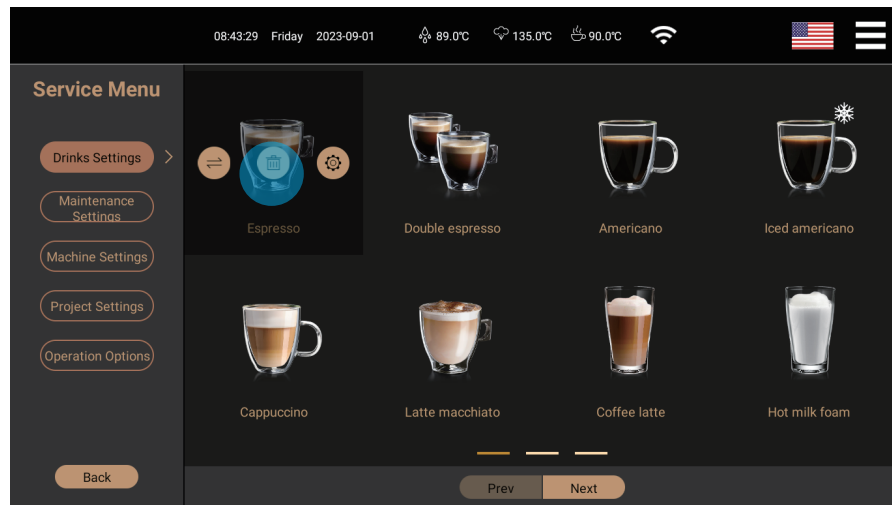 08:43:29 Friday 2023-09-01 89.0℃ 135.0℃ 90.0℃
Service Menu
Drinks Settings
Maintenance
Settings
Machine Settings
Project Settings
Operation Options
Back
Espresso
Double espresso
Americano
Iced americano
Cappuccino
Latte macchiato
Coffee latte
Hot milk foam
Prev
Next